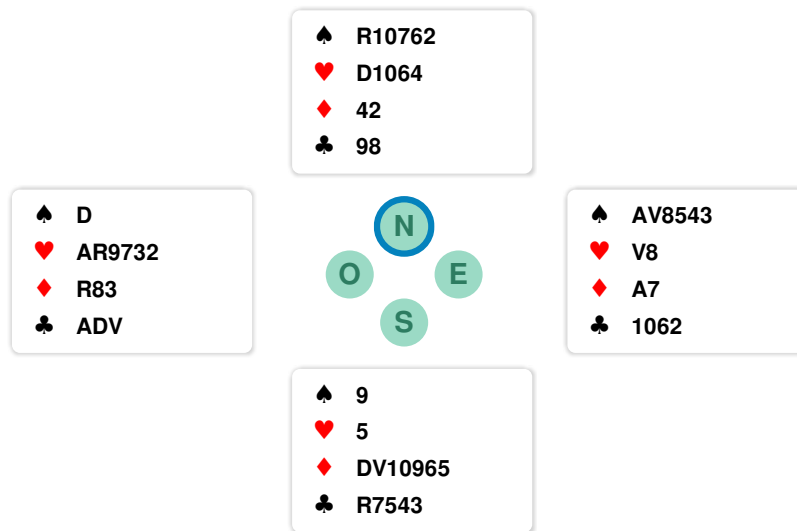 ♠ R10762
♥ D1064
♦ 42
♣ 98
♠ D
♥ AR9732
♦ R83
♣ ADV
N
O E
S
♠ AV8543
♥ V8
♦ A7
♣ 1062
♠ 9
♥ 5
♦ DV10965
♣ R7543